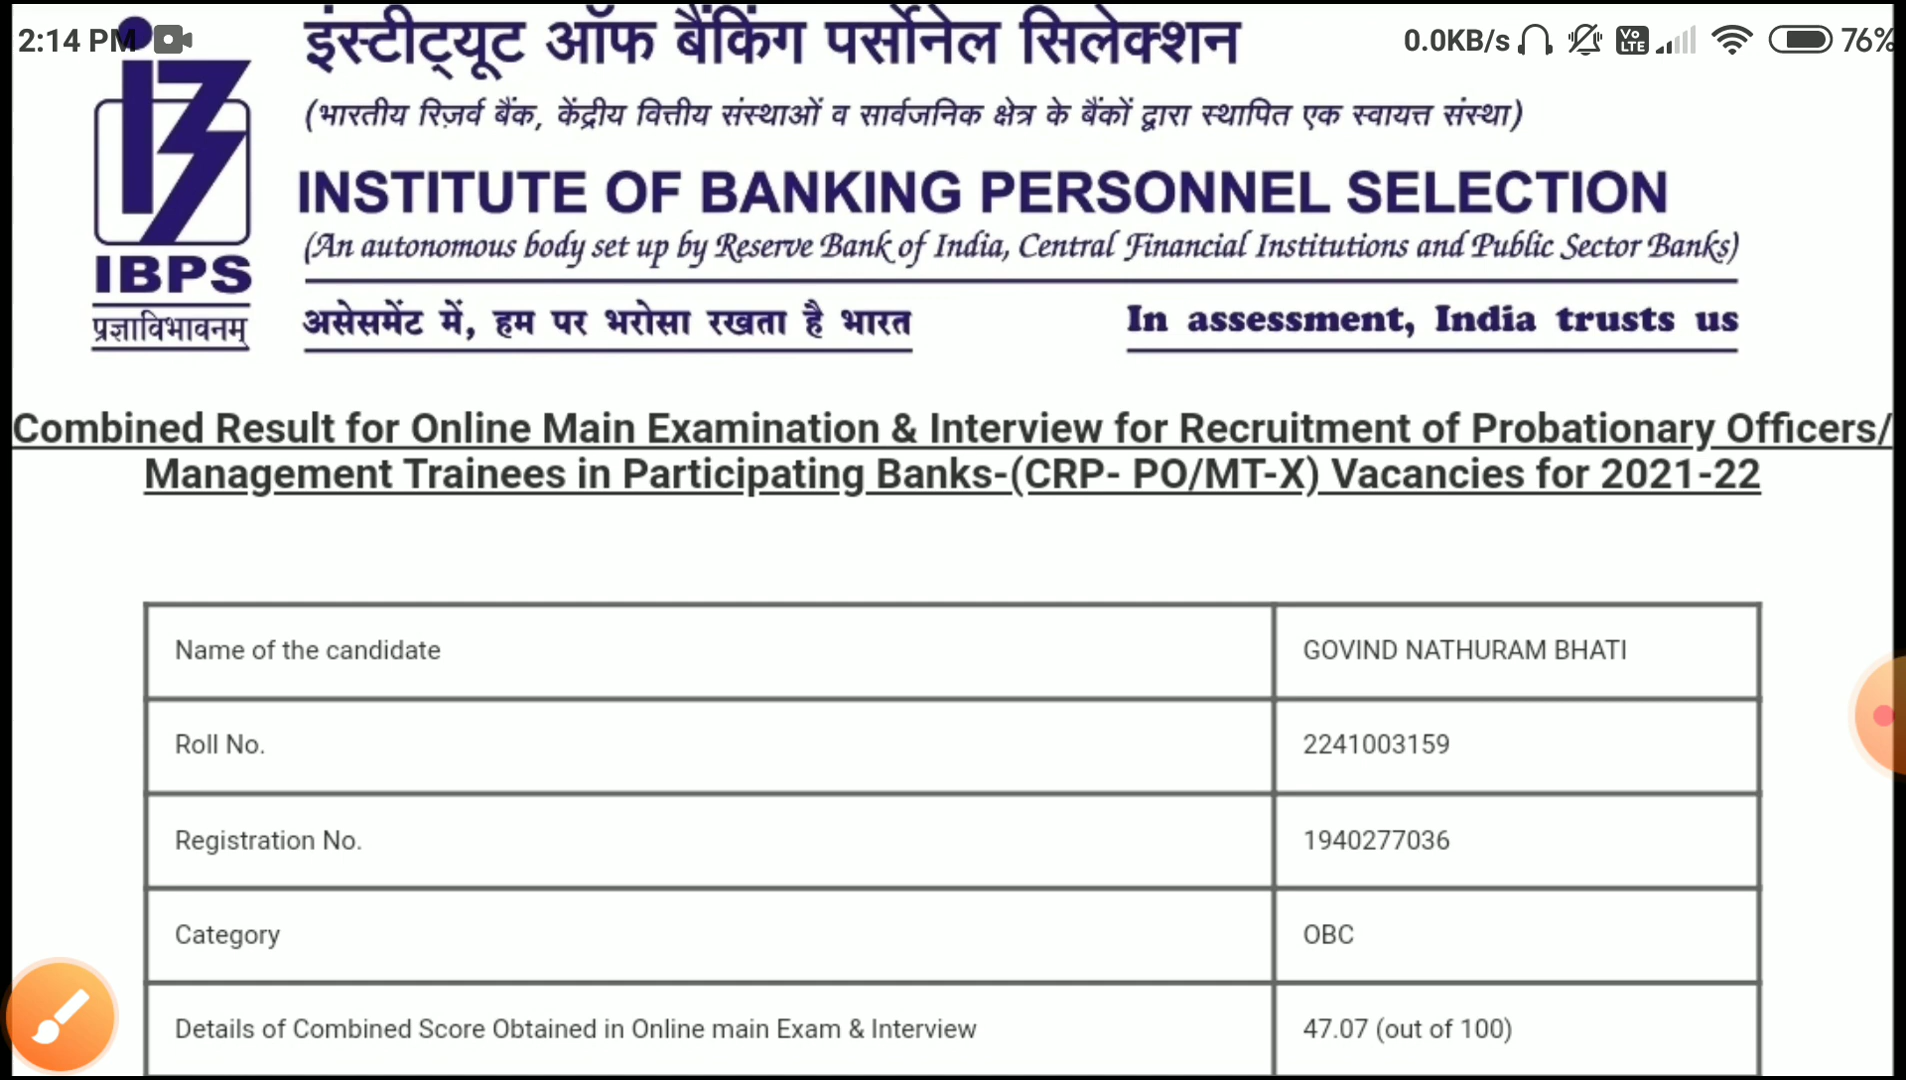 2:14 PM
0.0KB/s
Vo LTE
76%
इंस्टीट्यूट ऑफ बैंकिंग पर्सोनेल सिलेक्शन
(भारतीय रिज़र्व बैंक, केंद्रीय वित्तीय संस्थाओं व सार्वजनिक क्षेत्र के बैंकों द्वारा स्थापित एक स्वायत्त संस्था)
INSTITUTE OF BANKING PERSONNEL SELECTION
(An autonomous body set up by Reserve Bank of India, Central Financial Institutions and Public Sector Banks)
IBPS
प्रज्ञाविभावनम्
असेसमेंट में, हम पर भरोसा रखता है भारत
In assessment, India trusts us
Combined Result for Online Main Examination & Interview for Recruitment of Probationary Officers/
Management Trainees in Participating Banks-(CRP- PO/MT-X) Vacancies for 2021-22
Name of the candidate GOVIND NATHURAM BHATI
Roll No. 2241003159
Registration No. 1940277036
Category OBC
Details of Combined Score Obtained in Online main Exam & Interview 47.07 (out of 100)